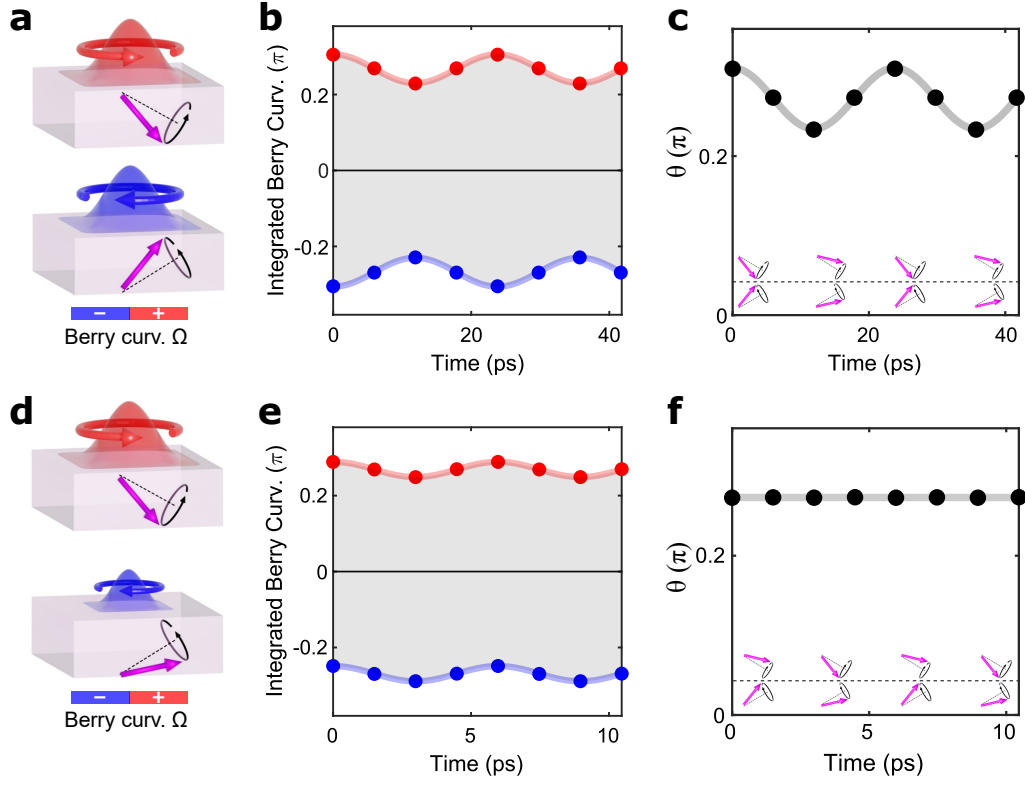 a
− +
Berry curv. Ω
b
Integrated Berry Curv. (π)
0.2
0
-0.2
0
20
40
Time (ps)
c
θ (π)
0.2
0
0
20
40
Time (ps)
d
− +
Berry curv. Ω
e
Integrated Berry Curv. (π)
0.2
0
-0.2
0
5
10
Time (ps)
f
θ (π)
0.2
0
0
5
10
Time (ps)